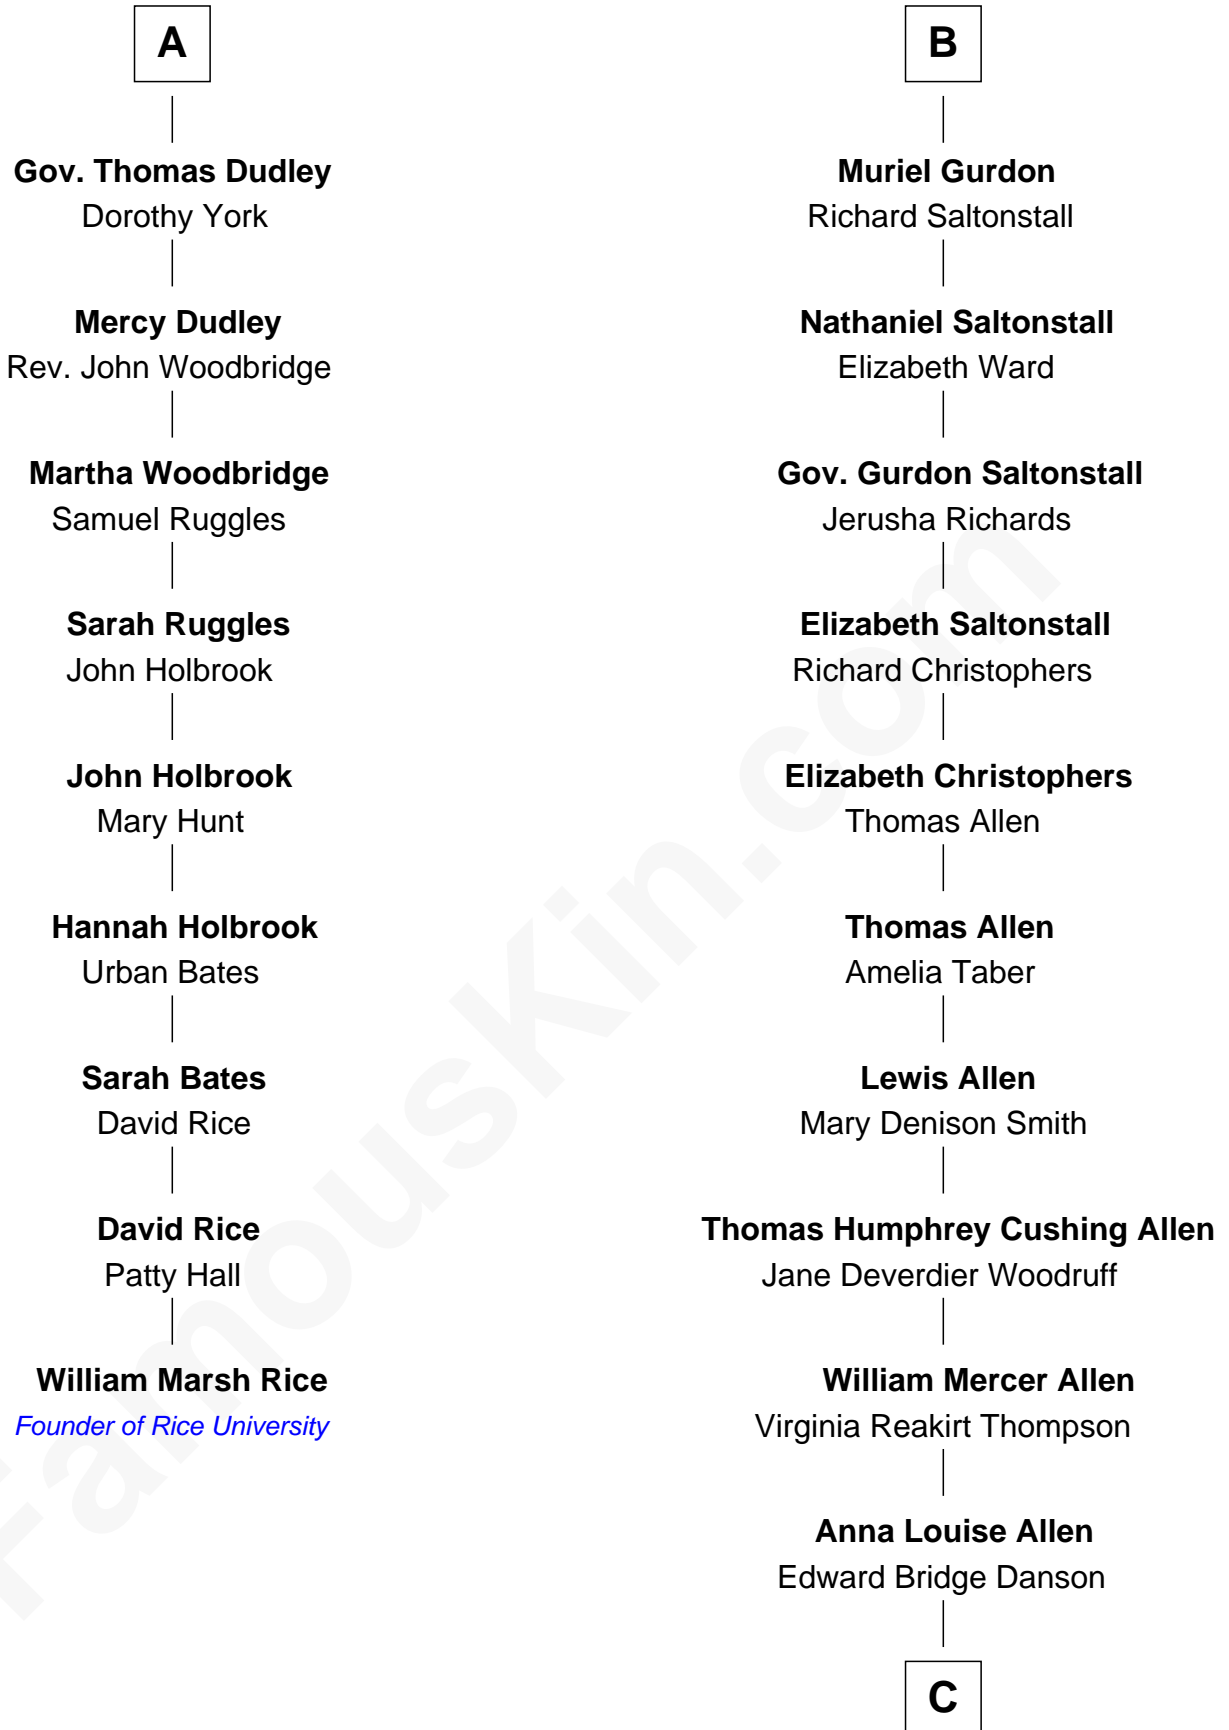 A
Gov. Thomas Dudley
Dorothy York
Mercy Dudley
Rev. John Woodbridge
Martha Woodbridge
Samuel Ruggles
Sarah Ruggles
John Holbrook
John Holbrook
Mary Hunt
Hannah Holbrook
Urban Bates
Sarah Bates
David Rice
David Rice
Patty Hall
William Marsh Rice
Founder of Rice University
B
Muriel Gurdon
Richard Saltonstall
Nathaniel Saltonstall
Elizabeth Ward
Gov. Gurdon Saltonstall
Jerusha Richards
Elizabeth Saltonstall
Richard Christophers
Elizabeth Christophers
Thomas Allen
Thomas Allen
Amelia Taber
Lewis Allen
Mary Denison Smith
Thomas Humphrey Cushing Allen
Jane Deverdier Woodruff
William Mercer Allen
Virginia Reakirt Thompson
Anna Louise Allen
Edward Bridge Danson
C
FamousKin.com